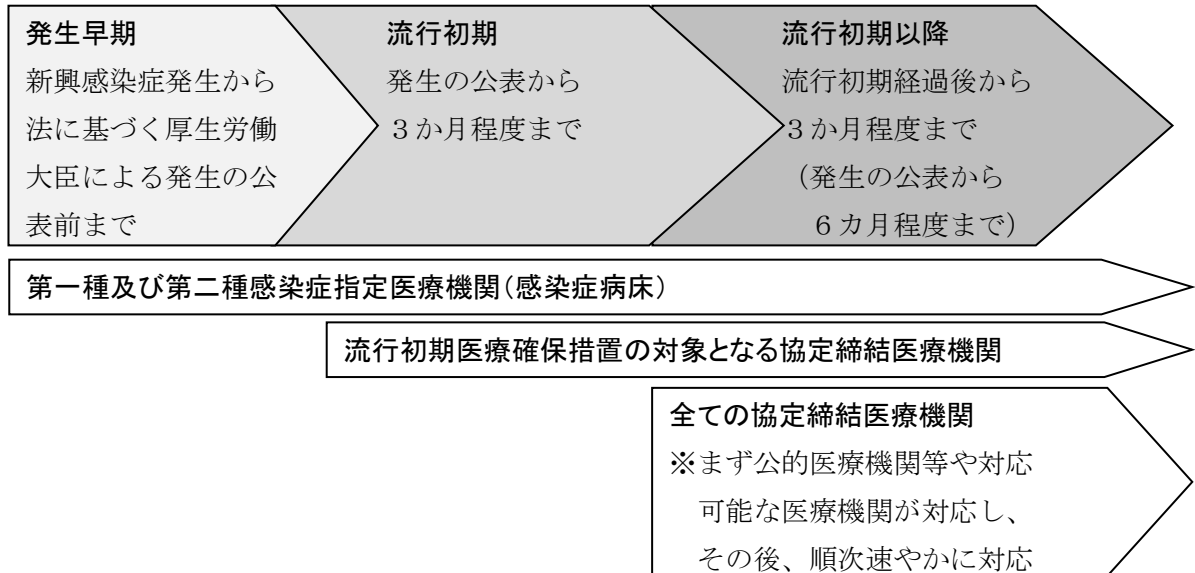 発生早期
新興感染症発生から
法に基づく厚生労働
大臣による発生の公
表前まで
流行初期
発生の公表から
３か月程度まで
流行初期以降
流行初期経過後から
３か月程度まで
（発生の公表から
６カ月程度まで）
第一種及び第二種感染症指定医療機関（感染症病床）
流行初期医療確保措置の対象となる協定締結医療機関
全ての協定締結医療機関
※まず公的医療機関等や対応
可能な医療機関が対応し、
その後、順次速やかに対応